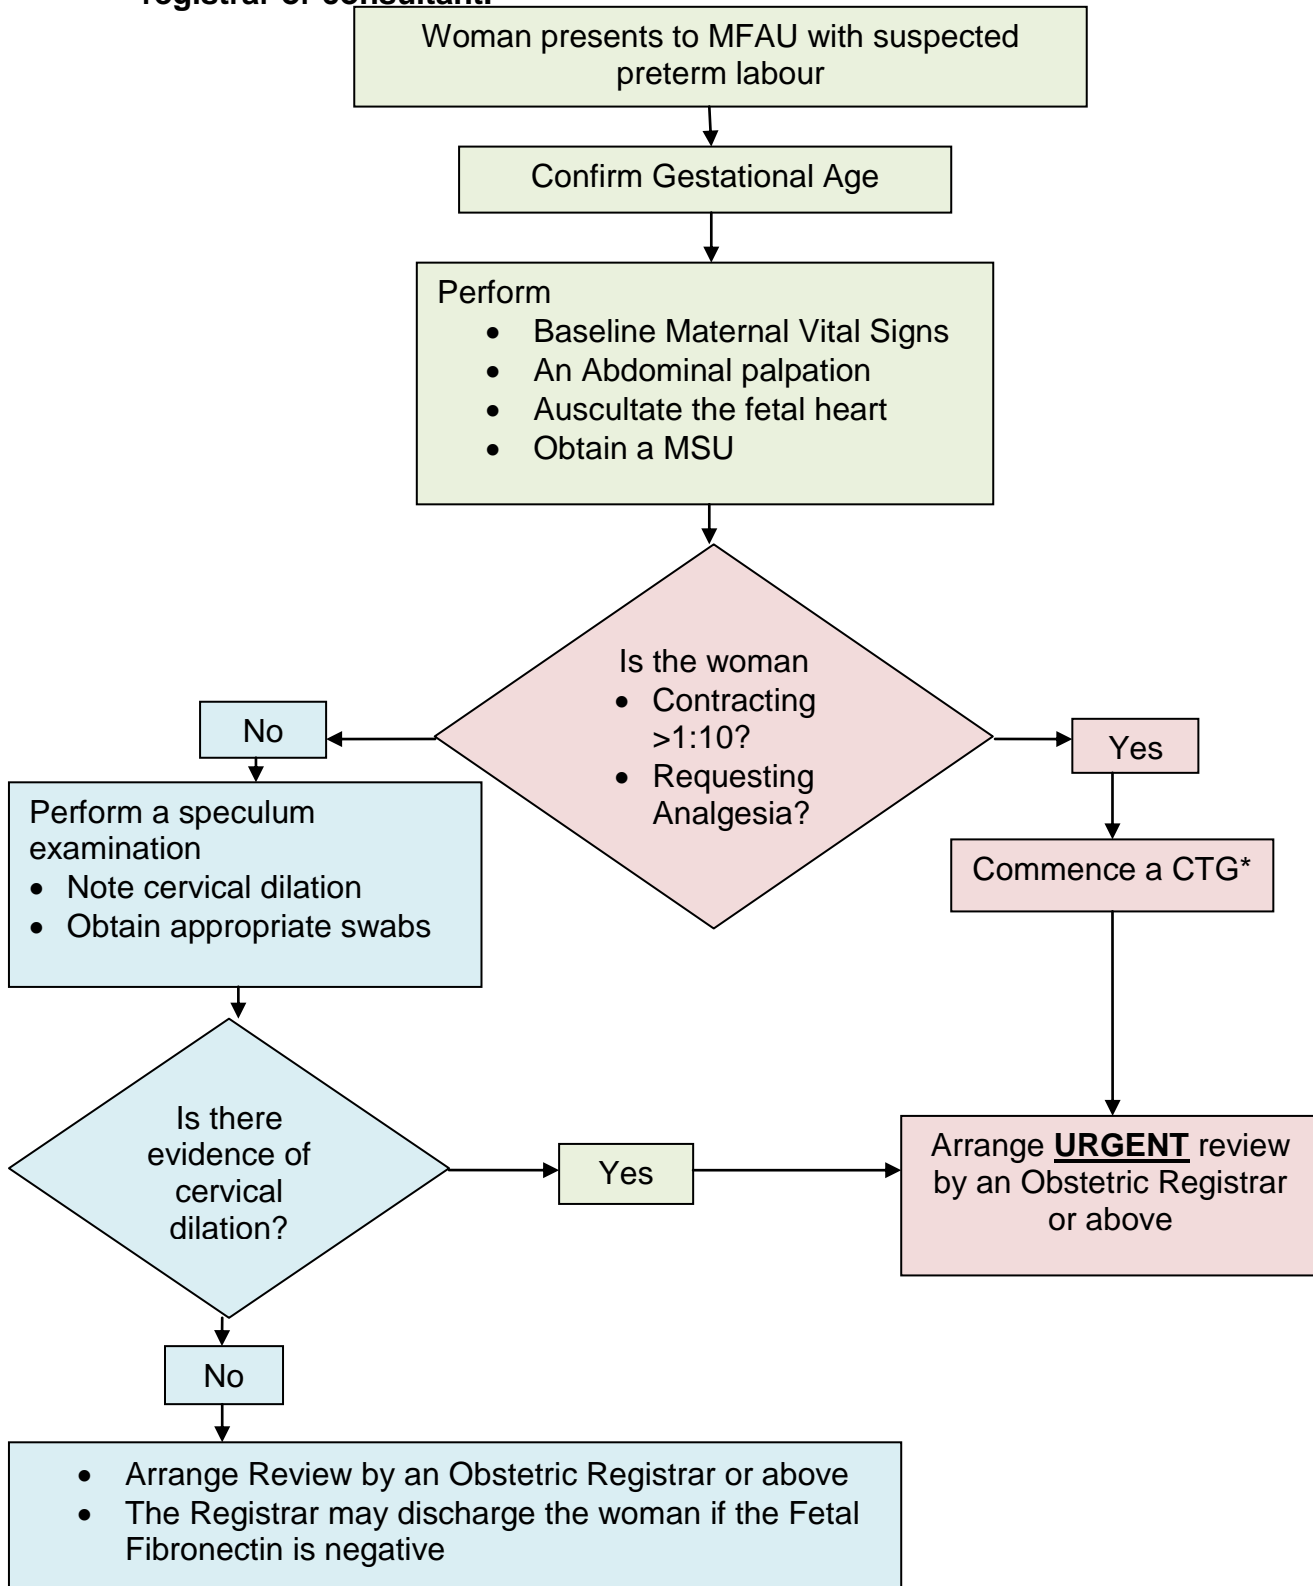 registrar or consultant.
Woman presents to MFAU with suspected
preterm labour
Confirm Gestational Age
Perform
• Baseline Maternal Vital Signs
• An Abdominal palpation
• Auscultate the fetal heart
• Obtain a MSU
Is the woman
• Contracting
>1:10?
• Requesting
Analgesia?
No
Yes
Perform a speculum
examination
• Note cervical dilation
• Obtain appropriate swabs
Commence a CTG*
Is there
evidence of
cervical
dilation?
Yes
Arrange URGENT review
by an Obstetric Registrar
or above
No
• Arrange Review by an Obstetric Registrar or above
• The Registrar may discharge the woman if the Fetal
Fibronectin is negative